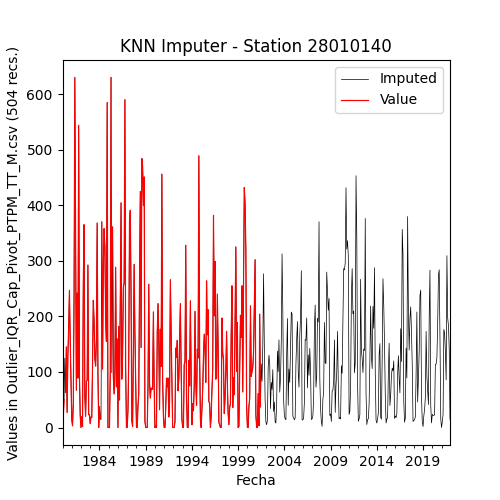 KNN Imputer - Station 28010140
Imputed
Value
Values in Outlier_IQR_Cap_Pivot_PTPM_TT_M.csv (504 recs.)
600
500
400
300
200
100
0
1984 1989 1994 1999 2004 2009 2014 2019
Fecha